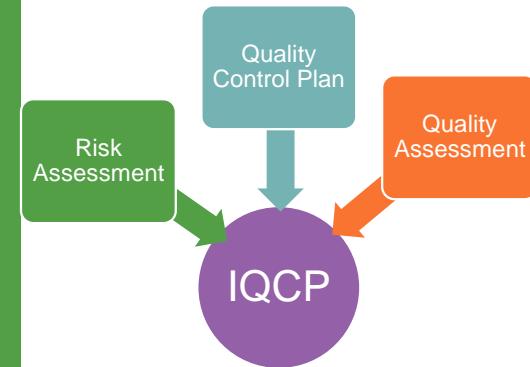 Quality
Control Plan
Risk
Assessment
Quality
Assessment
IQCP